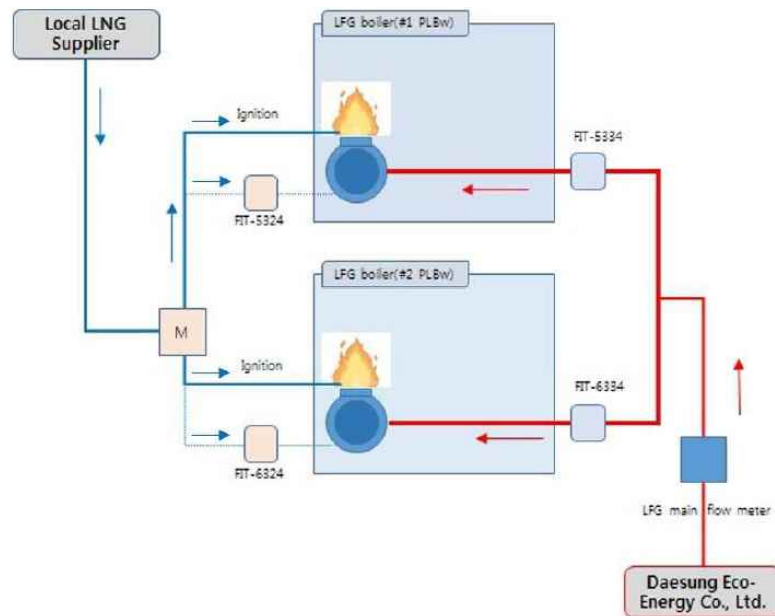 Local LNG
Supplier
LFG boiler(#1 PLBw)
Ignition
FIT-5334
FIT-5324
LFG boiler(#2 PLBw)
M
Ignition
FIT-6334
FIT-6324
LFG main flow meter
Daesung Eco-
Energy Co., Ltd.